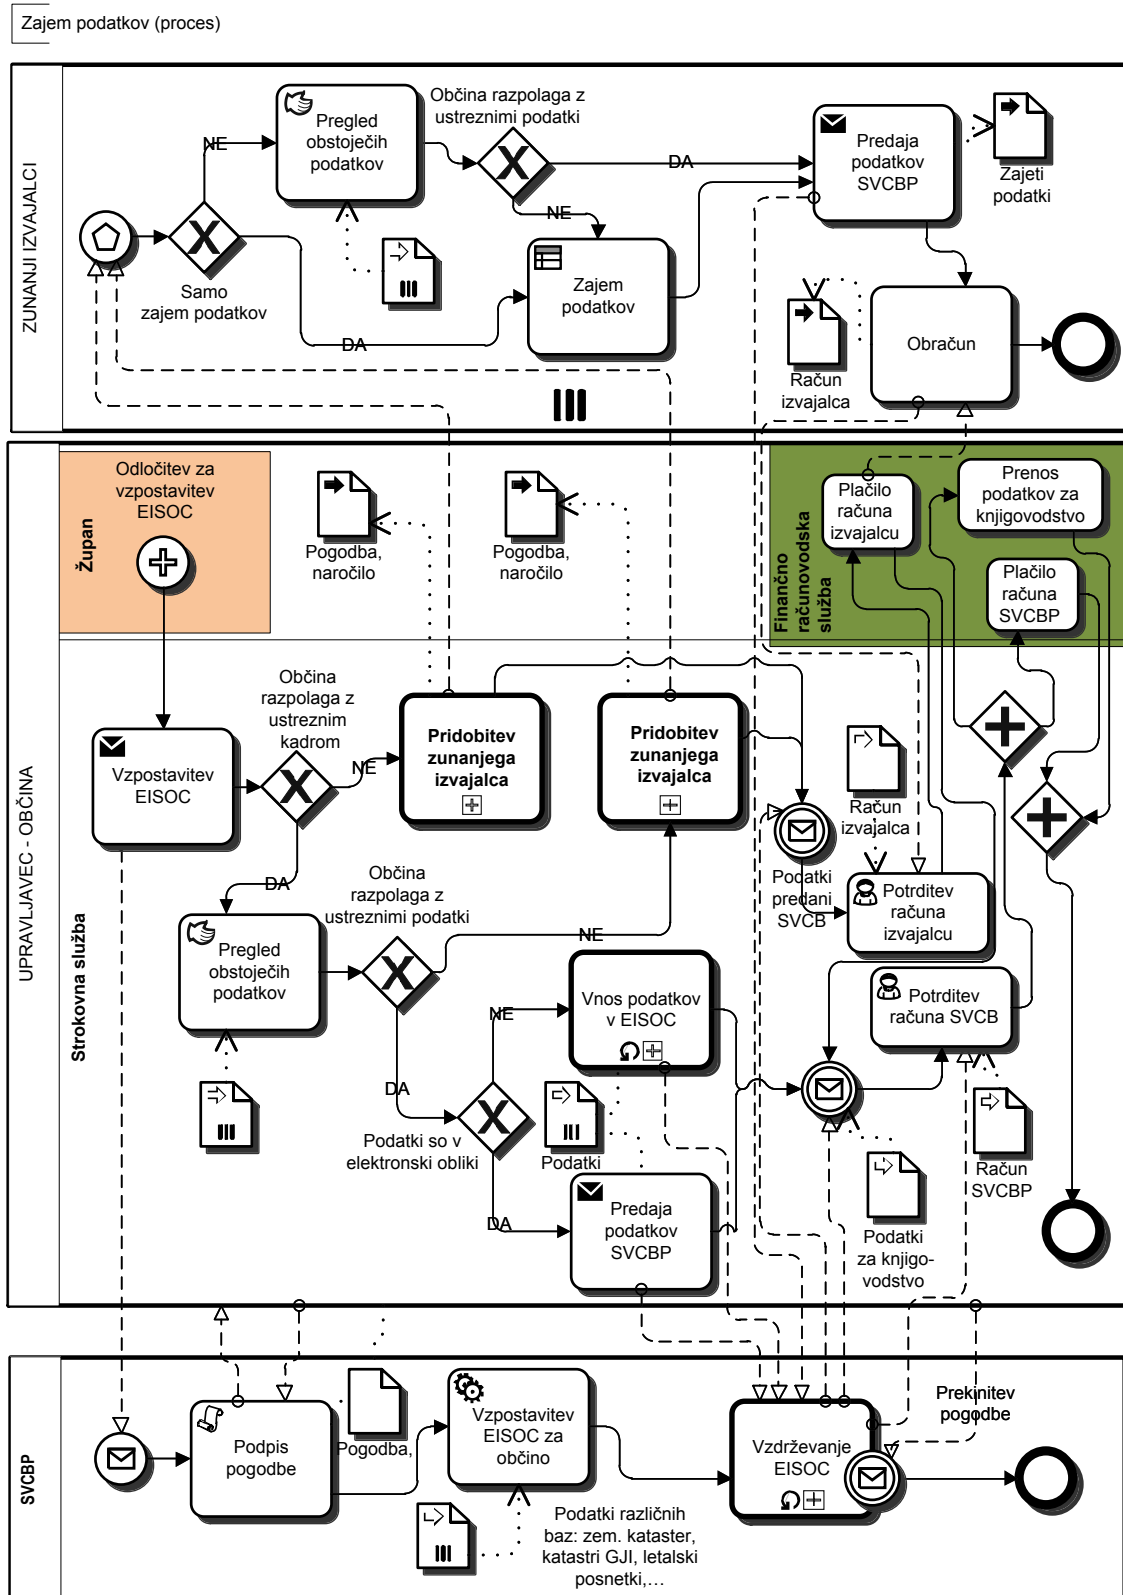 Zajem podatkov (proces)
ZUNANJI IZVAJALCI
Pregled
obstoječih
podatkov
Občina razpolaga z
ustreznimi podatki
Predaja
podatkov
SVCBP
Zajeti
podatki
NE
DA
NE
Samo
zajem podatkov
Zajem
podatkov
DA
Račun
izvajalca
Obračun
UPRAVLJAVEC - OBČINA
Župan
Odločitev za
vzpostavitev
EISOC
Pogodba,
naročilo
Pogodba,
naročilo
Finančno
računovodska
služba
Plačilo
računa
izvajalcu
Prenos
podatkov za
knjigovodstvo
Plačilo
računa
SVCBP
Strokovna služba
Občina
razpolaga z
ustreznim
kadrom
Vzpostavitev
EISOC
NE
Pridobitev
zunanjega
izvajalca
Pridobitev
zunanjega
izvajalca
Račun
izvajalca
Podatki
predani
SVCB
DA
Občina
razpolaga z
ustreznimi podatki
Potrditev
računa
izvajalcu
Pregled
obstoječih
podatkov
NE
Vnos podatkov
v EISOC
Potrditev
računa SVCB
NE
DA
Podatki so v
elektronski obliki
Podatki
Račun
SVCBP
DA
Predaja
podatkov
SVCBP
Podatki
za knjigo-
vodstvo
SVCBP
Podpis
pogodbe
Pogodba,
Vzpostavitev
EISOC za
občino
Vzdrževanje
EISOC
Prekinitev
pogodbe
Podatki različnih
baz: zem. kataster,
katastri GJI, letalski
posnetki,...